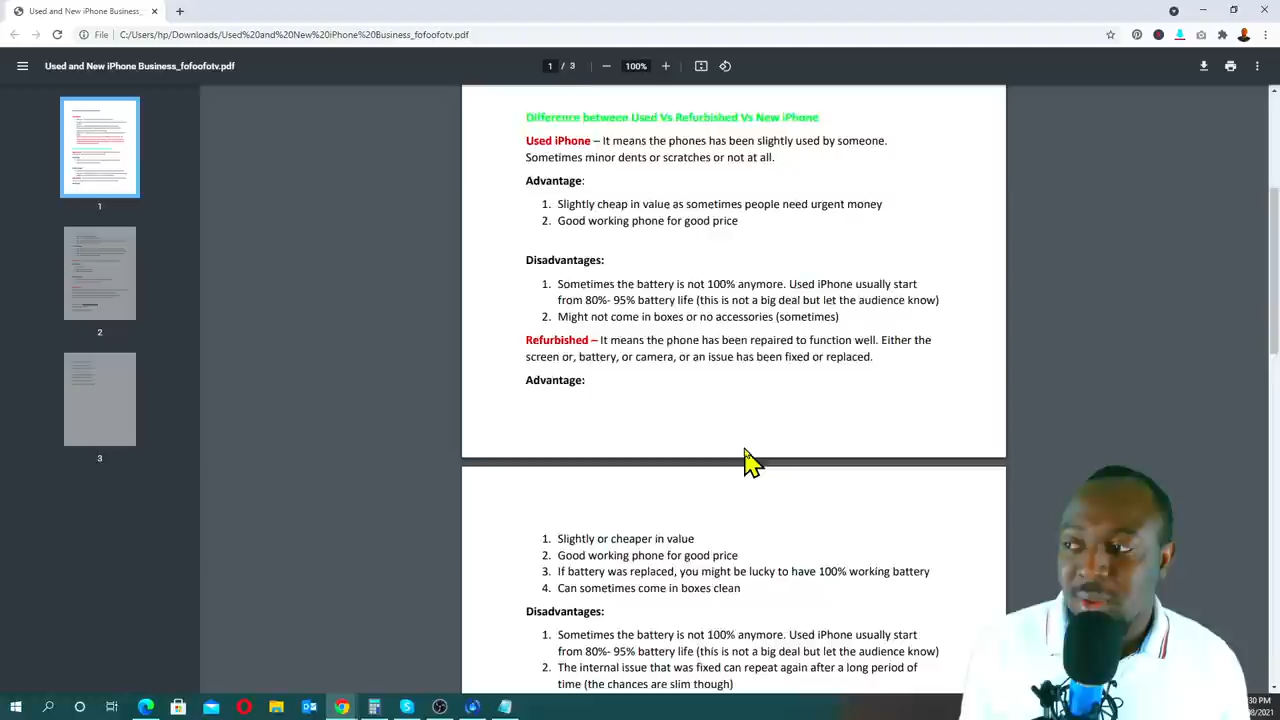 Used and New iPhone Business_
File
C:/Users/hp/Downloads/Used%20and%20New%20iPhone%20Business_fofoofotv.pdf
Used and New iPhone Business_fofoofotv.pdf
1 / 3
100%
1
2
3
Difference between Used Vs Refurbished Vs New iPhone
Used iPhone – It means the phones has been slightly used by someone.
Sometimes minor dents or scratches or not at all.
Advantage:
1. Slightly cheap in value as sometimes people need urgent money
2. Good working phone for good price
Disadvantages:
1. Sometimes the battery is not 100% anymore. Used iPhone usually start
from 80%- 95% battery life (this is not a big deal but let the audience know)
2. Might not come in boxes or no accessories (sometimes)
Refurbished – It means the phone has been repaired to function well. Either the
screen or, battery, or camera, or an issue has been fixed or replaced.
Advantage:
1. Slightly or cheaper in value
2. Good working phone for good price
3. If battery was replaced, you might be lucky to have 100% working battery
4. Can sometimes come in boxes clean
Disadvantages:
1. Sometimes the battery is not 100% anymore. Used iPhone usually start
from 80%- 95% battery life (this is not a big deal but let the audience know)
2. The internal issue that was fixed can repeat again after a long period of
time (the chances are slim though)
:30 PM
/2021